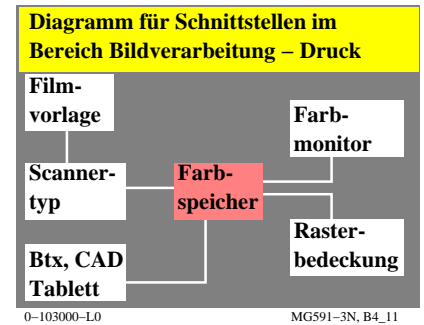 Diagramm für Schnittstellen im
Bereich Bildverarbeitung – Druck
Film-
vorlage
Farb-
monitor
Scanner-
typ
Farb-
speicher
Raster-
bedeckung
Btx, CAD
Tablett
0–103000–L0
MG591–3N, B4_11